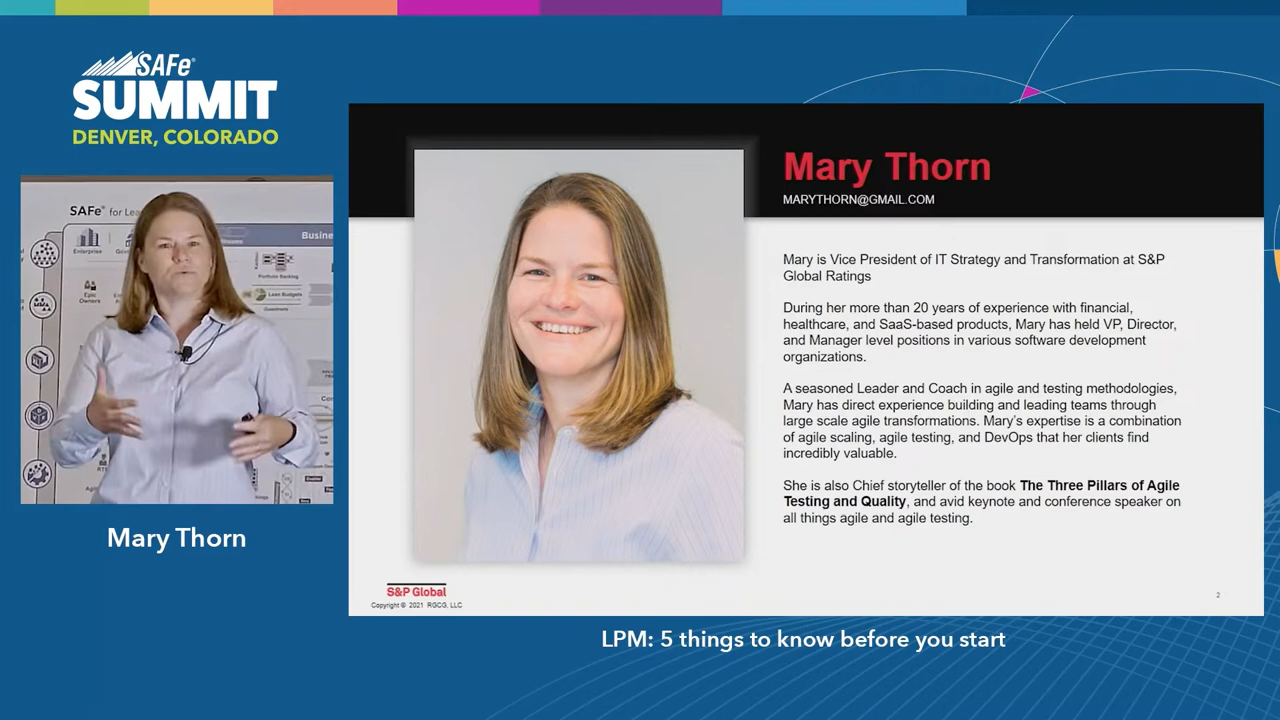 SAFe®
SUMMIT
DENVER, COLORADO
SAFe® for Lea
Enterprise
Busine
Portfolio Backlog
Epic
Owners
Lean Budgets
Guardrails
Mary Thorn
Mary Thorn
MARYTHORN@GMAIL.COM
Mary is Vice President of IT Strategy and Transformation at S&P
Global Ratings
During her more than 20 years of experience with financial,
healthcare, and SaaS-based products, Mary has held VP, Director,
and Manager level positions in various software development
organizations.
A seasoned Leader and Coach in agile and testing methodologies,
Mary has direct experience building and leading teams through
large scale agile transformations. Mary's expertise is a combination
of agile scaling, agile testing, and DevOps that her clients find
incredibly valuable.
She is also Chief storyteller of the book The Three Pillars of Agile
Testing and Quality, and avid keynote and conference speaker on
all things agile and agile testing.
S&P Global
Copyright © 2021 RGCG, LLC
2
LPM: 5 things to know before you start